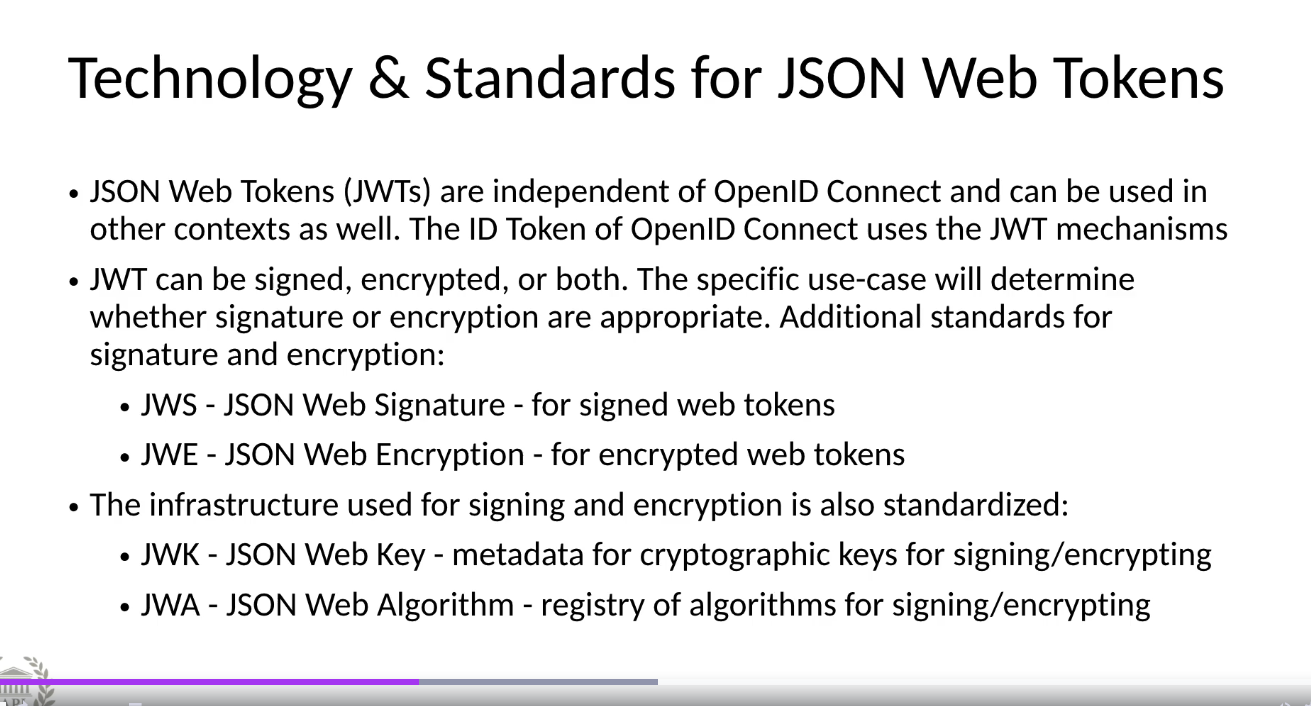 Technology & Standards for JSON Web Tokens
• JSON Web Tokens (JWTs) are independent of OpenID Connect and can be used in
other contexts as well. The ID Token of OpenID Connect uses the JWT mechanisms
• JWT can be signed, encrypted, or both. The specific use-case will determine
whether signature or encryption are appropriate. Additional standards for
signature and encryption:
• JWS - JSON Web Signature - for signed web tokens
• JWE - JSON Web Encryption - for encrypted web tokens
• The infrastructure used for signing and encryption is also standardized:
• JWK - JSON Web Key - metadata for cryptographic keys for signing/encrypting
• JWA - JSON Web Algorithm - registry of algorithms for signing/encrypting